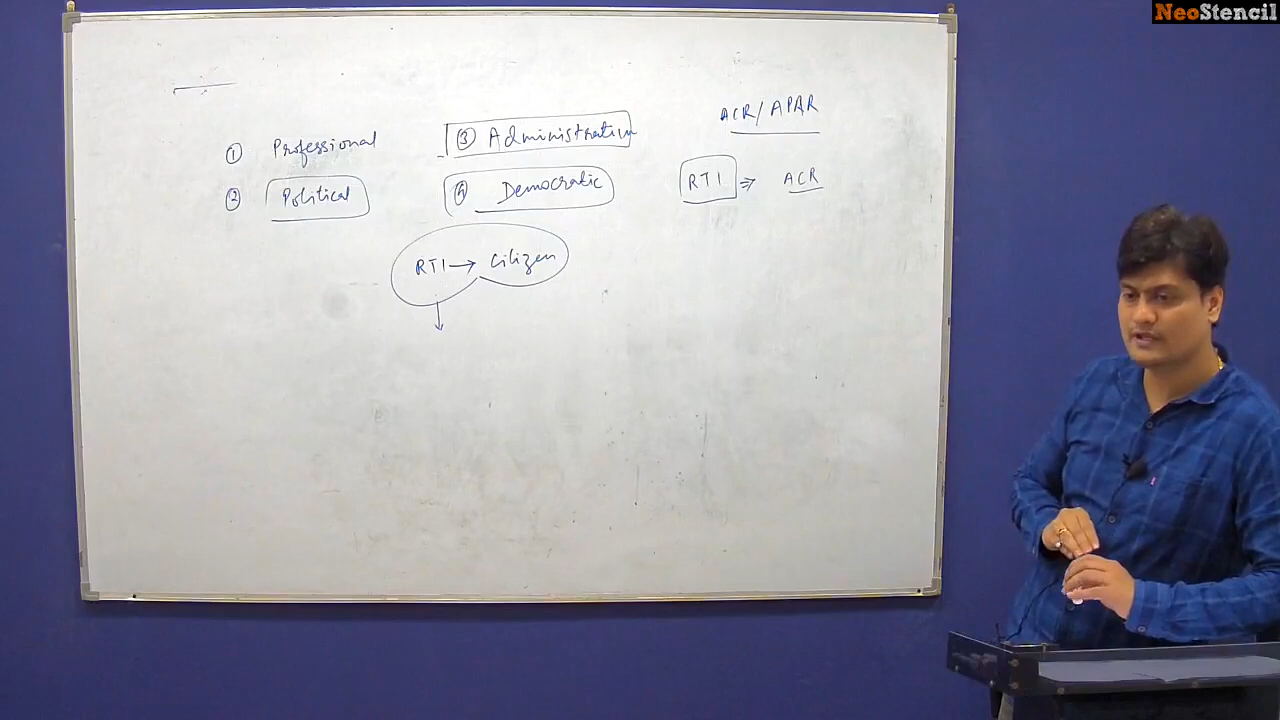 NeoStencil
ACR/APAR
① Professional ③ Administration
② Political ④ Democratic
RTI ⇒ ACR
RTI → Citizen